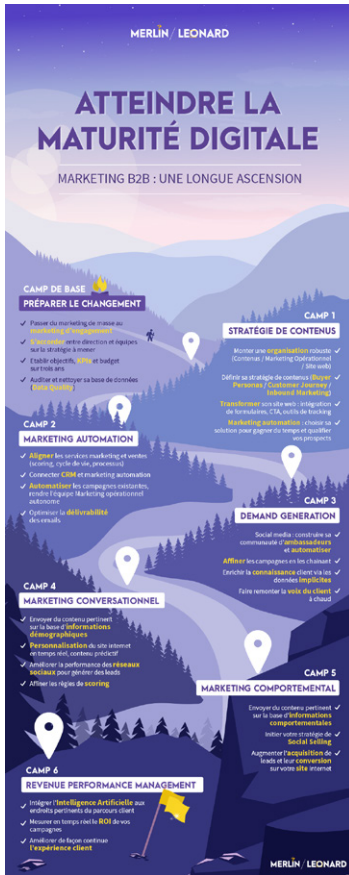 MERLIN/LEONARD
ATTEINDRE LA
MATURITÉ DIGITALE
MARKETING B2B : UNE LONGUE ASCENSION
CAMP DE BASE
PRÉPARER LE CHANGEMENT
Passer du marketing de masse au
marketing d'engagement
S'accorder entre direction et équipes
sur la stratégie à mener
Etablir objectifs, KPIs et budget
sur trois ans
Auditer et nettoyer sa base de données
(Data Quality)
CAMP 1
STRATÉGIE DE CONTENUS
Monter une organisation robuste
(Contenus / Marketing Opérationnel
/ Site web)
Définir sa stratégie de contenus (Buyer
Personas / Customer Journey /
Inbound Marketing)
Transformer son site web : intégration
de formulaires, CTA, outils de tracking
Marketing automation : choisir sa
solution pour gagner du temps et qualifier
vos prospects
CAMP 2
MARKETING AUTOMATION
Aligner les services marketing et ventes
(scoring, cycle de vie, processus)
Connecter CRM et marketing automation
Automatiser les campagnes existantes,
rendre l'équipe Marketing opérationnel
autonome
Optimiser la délivrabilité
des emails
CAMP 3
DEMAND GENERATION
Social media : construire sa
communauté d'ambassadeurs
et automatiser
Affiner les campagnes en les chainant
Enrichir la connaissance client via les
données implicites
Faire remonter la voix du client
à chaud
CAMP 4
MARKETING CONVERSATIONNEL
Envoyer du contenu pertinent
sur la base d'informations
démographiques
Personnalisation du site internet
en temps réel, contenu prédictif
Améliorer la performance des réseaux
sociaux pour générer des leads
Affiner les règles de scoring
CAMP 5
MARKETING COMPORTEMENTAL
Envoyer du contenu pertinent
sur la base d'informations
comportementales
Initier votre stratégie de
Social Selling
Augmenter l'acquisition de
leads et leur conversion
sur votre site internet
CAMP 6
REVENUE PERFORMANCE MANAGEMENT
Intégrer l'Intelligence Artificielle aux
endroits pertinents du parcours client
Mesurer en temps réel le ROI de vos
campagnes
Améliorer de façon continue
l'expérience client
MERLIN/LEONARD